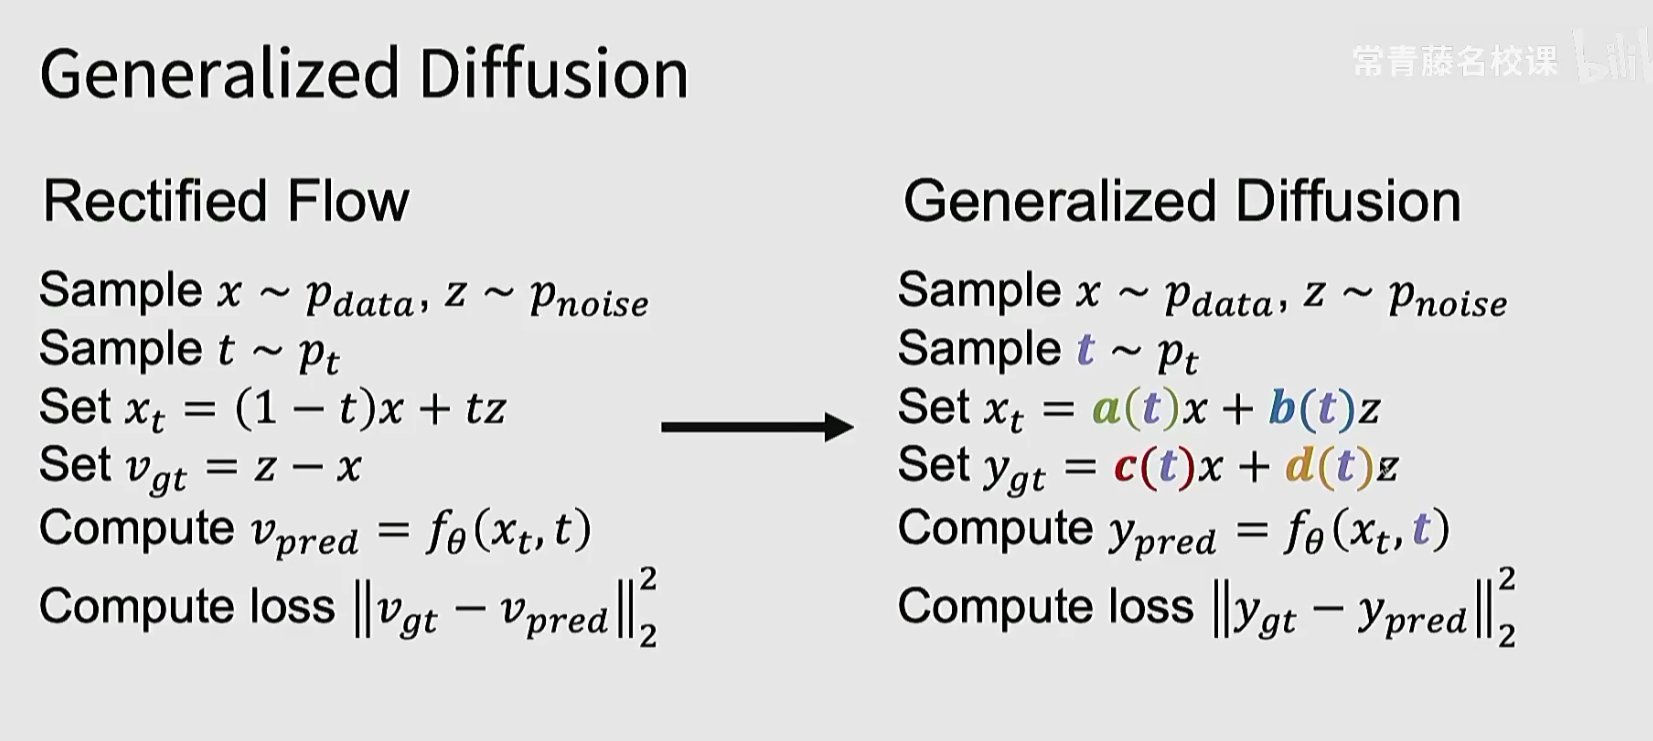 Generalized Diffusion
常青藤名校课 bili
Rectified Flow
Sample x ~ p_data, z ~ p_noise
Sample t ~ p_t
Set x_t = (1 − t)x + tz
Set v_gt = z − x
Compute v_pred = f_θ(x_t, t)
Compute loss ‖v_gt − v_pred‖₂²
Generalized Diffusion
Sample x ~ p_data, z ~ p_noise
Sample t ~ p_t
Set x_t = a(t)x + b(t)z
Set y_gt = c(t)x + d(t)z
Compute y_pred = f_θ(x_t, t)
Compute loss ‖y_gt − y_pred‖₂²